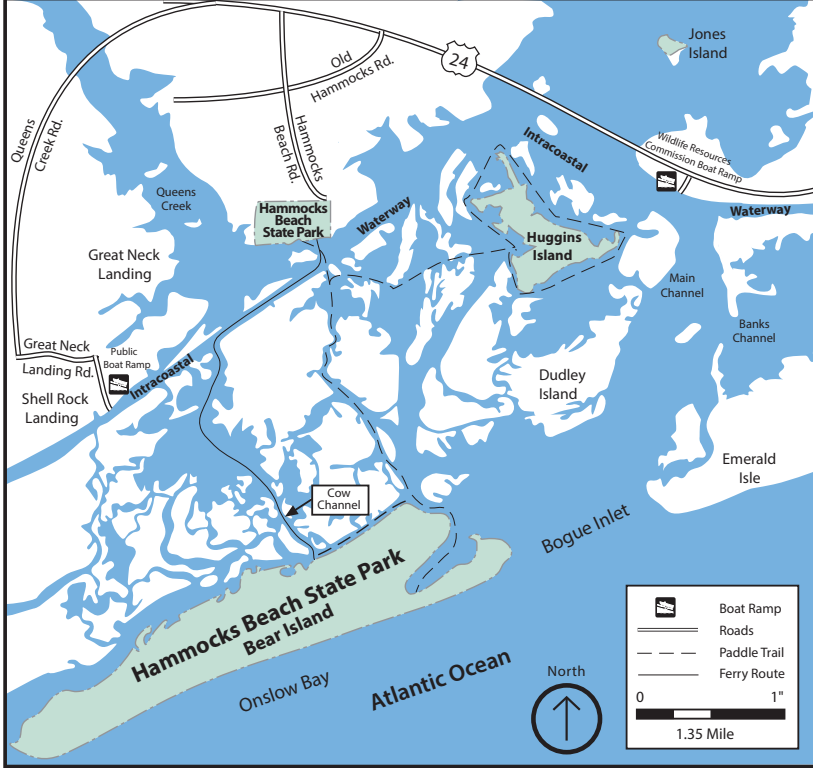 Jones
Island
24
Old
Hammocks Rd.
Queens
Creek Rd.
Hammocks
Beach Rd.
Intracoastal
Wildlife Resources
Commission Boat Ramp
Waterway
Queens
Creek
Hammocks
Beach
State Park
Waterway
Huggins
Island
Great Neck
Landing
Main
Channel
Banks
Channel
Great Neck
Landing Rd.
Public
Boat Ramp
Intracoastal
Shell Rock
Landing
Dudley
Island
Emerald
Isle
Cow
Channel
Bogue Inlet
Hammocks Beach State Park
Bear Island
Onslow Bay
Atlantic Ocean
North
Boat Ramp
Roads
Paddle Trail
Ferry Route
0 1"
1.35 Mile